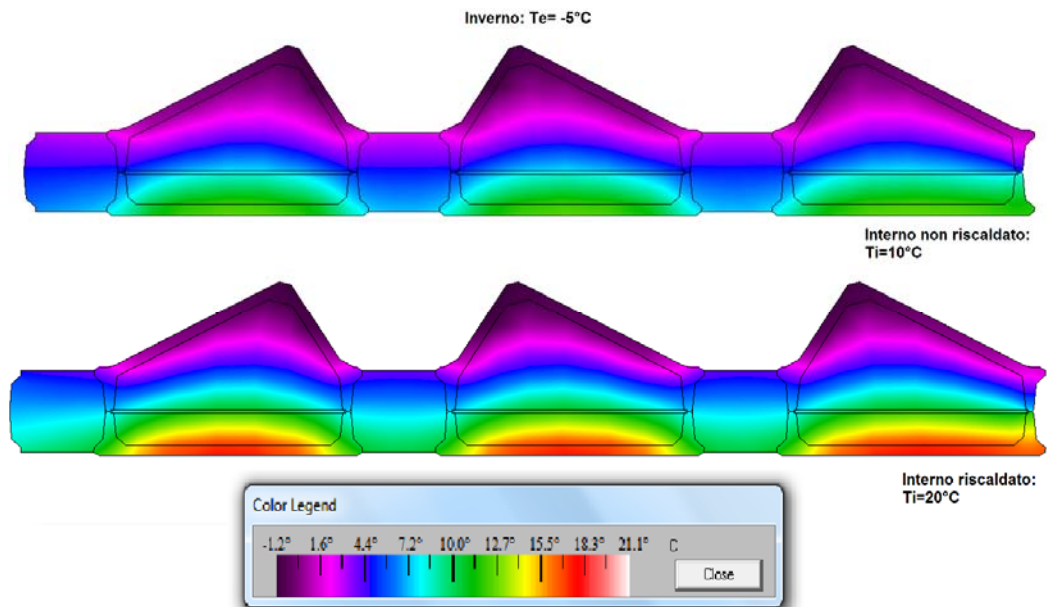 Inverno: Te= -5°C
Interno non riscaldato:
Ti=10°C
Interno riscaldato:
Ti=20°C
Color Legend
-1.2° 1.6° 4.4° 7.2° 10.0° 12.7° 15.5° 18.3° 21.1° C
Close